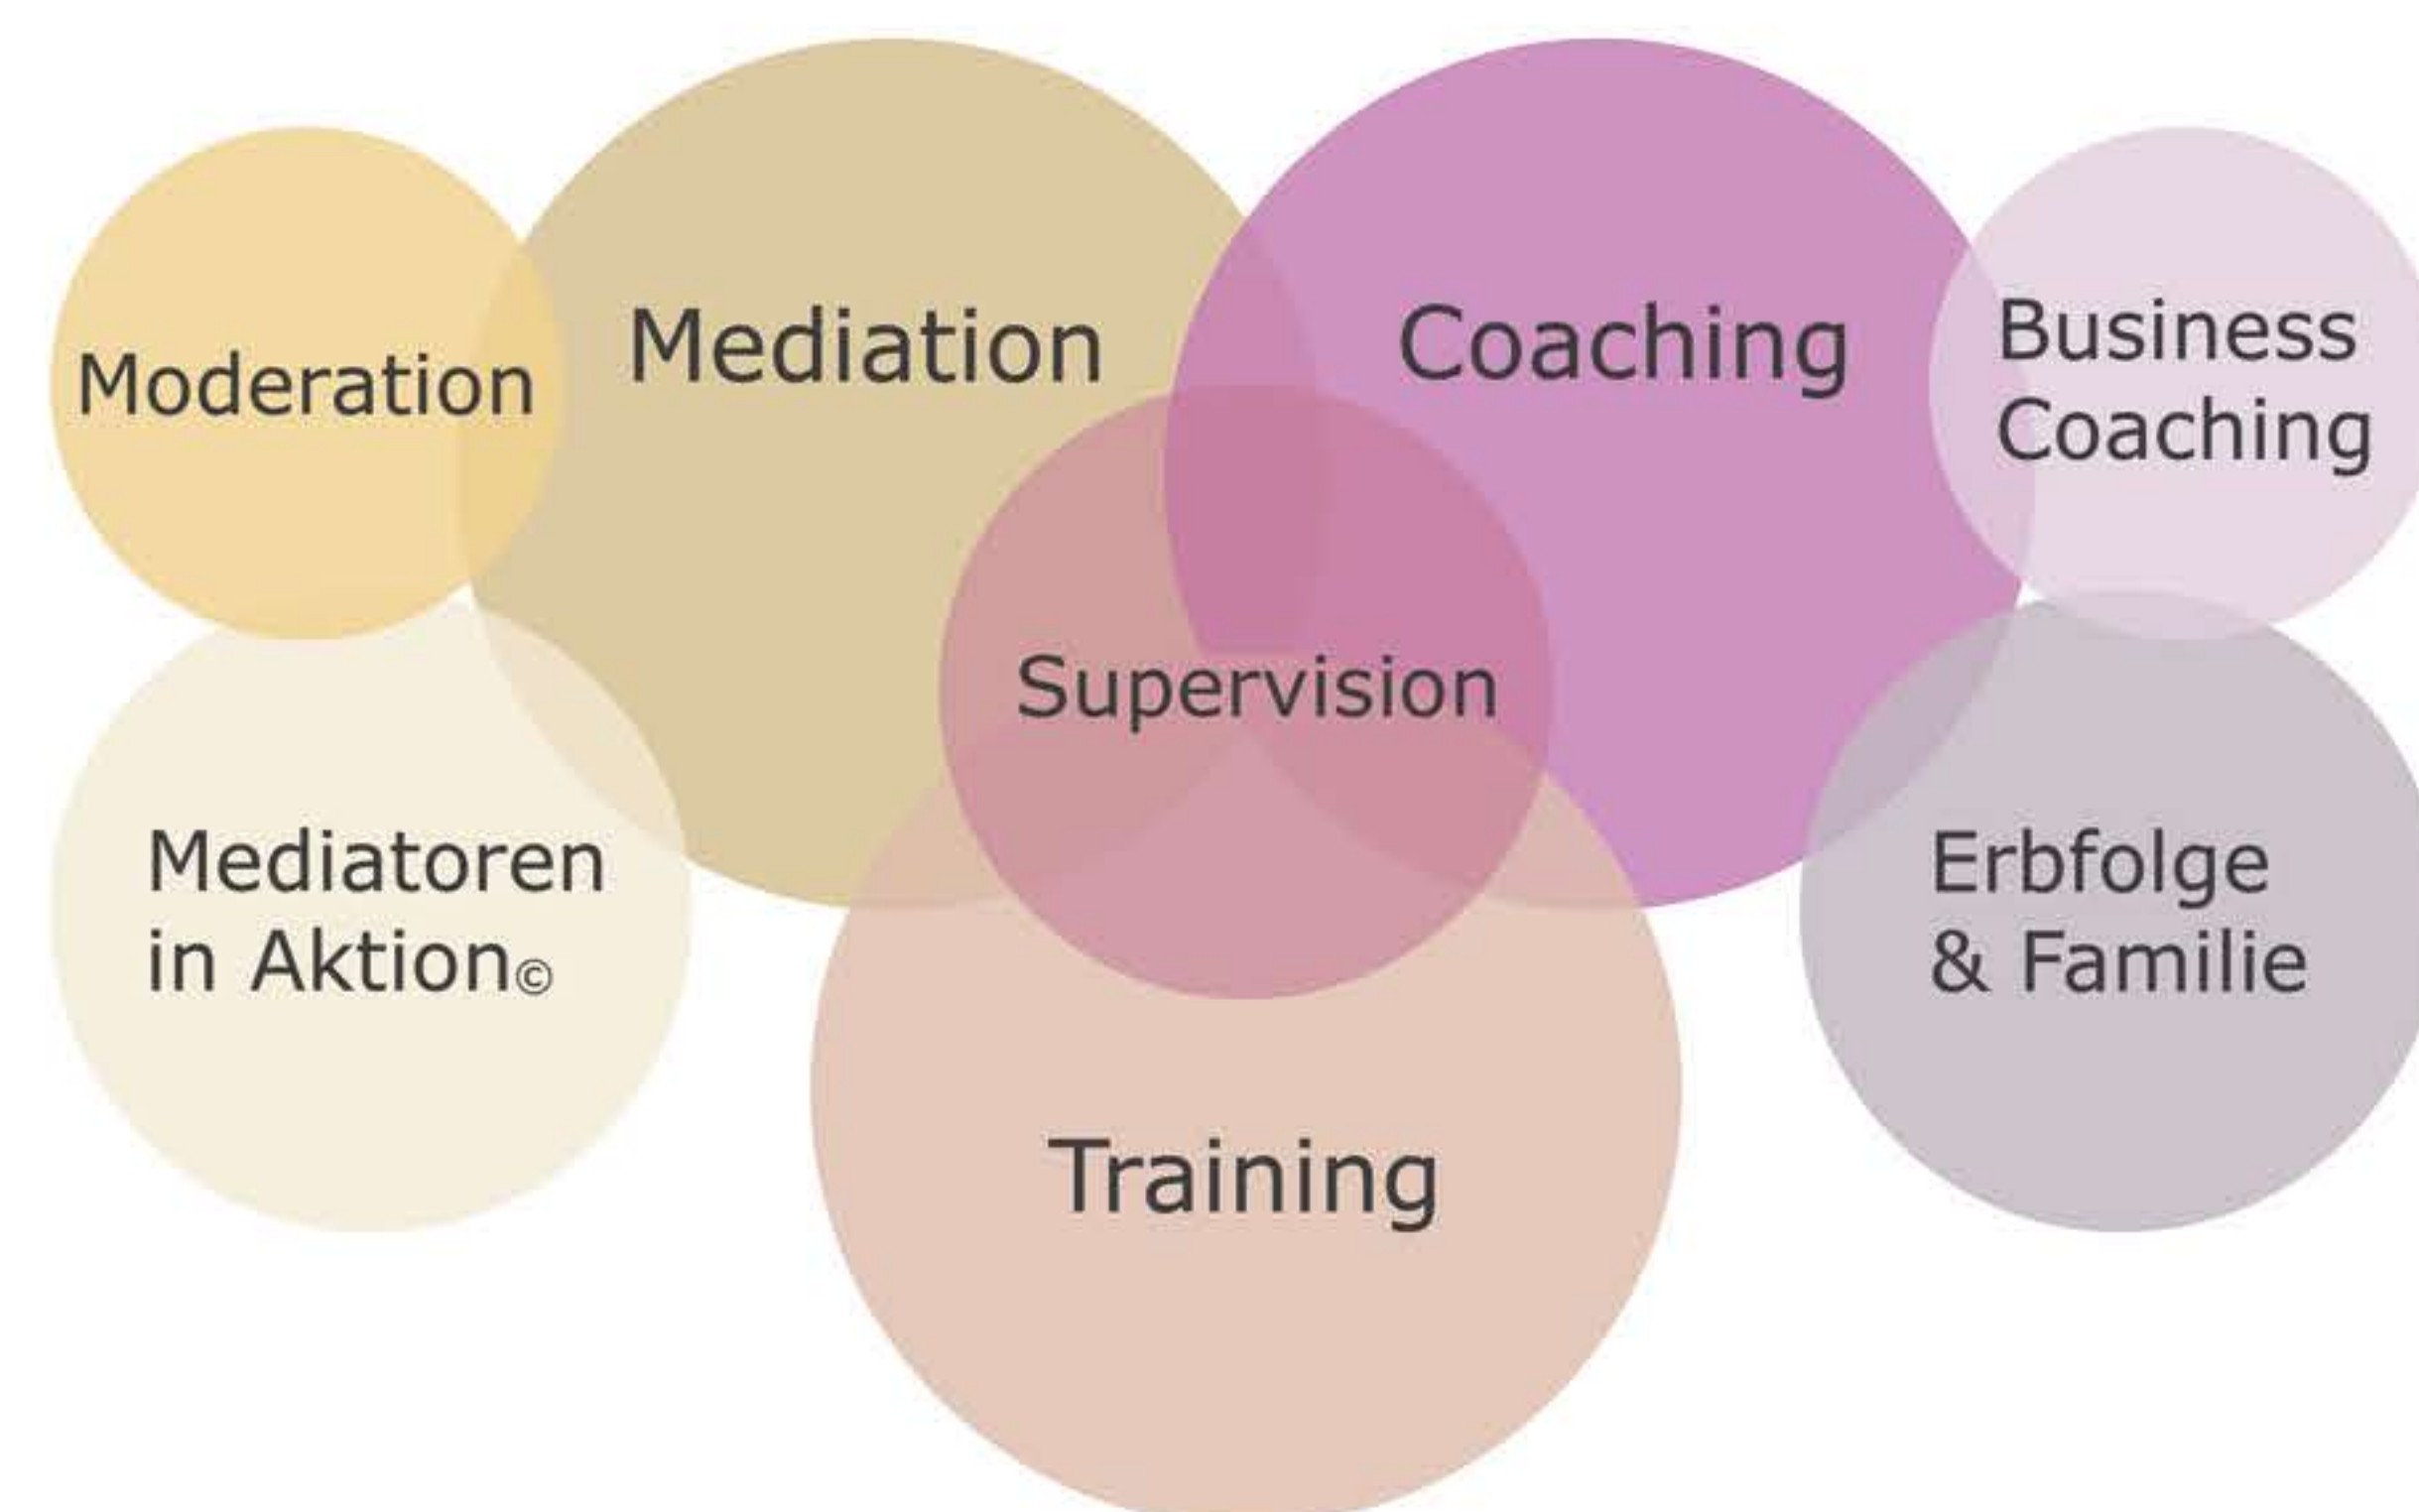 Moderation
Mediation
Coaching
Business
Coaching
Supervision
Mediatoren
in Aktion©
Erbfolge
& Familie
Training